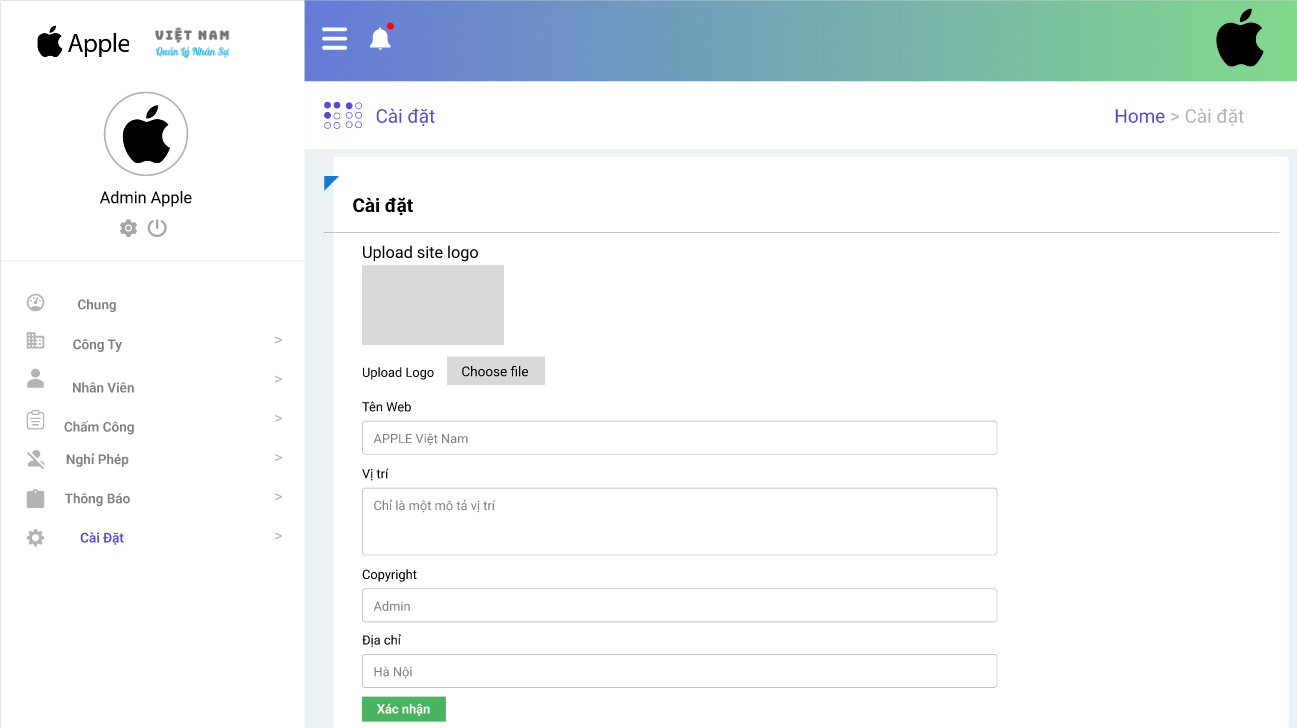 Apple
VIỆT NAM
Quản Lý Nhân Sự
Admin Apple
Chung
Công Ty >
Nhân Viên >
Chấm Công >
Nghỉ Phép >
Thông Báo >
Cài Đặt >
Cài đặt
Home > Cài đặt
Cài đặt
Upload site logo
Upload Logo Choose file
Tên Web
APPLE Việt Nam
Vị trí
Chỉ là một mô tả vị trí
Copyright
Admin
Địa chỉ
Hà Nội
Xác nhận